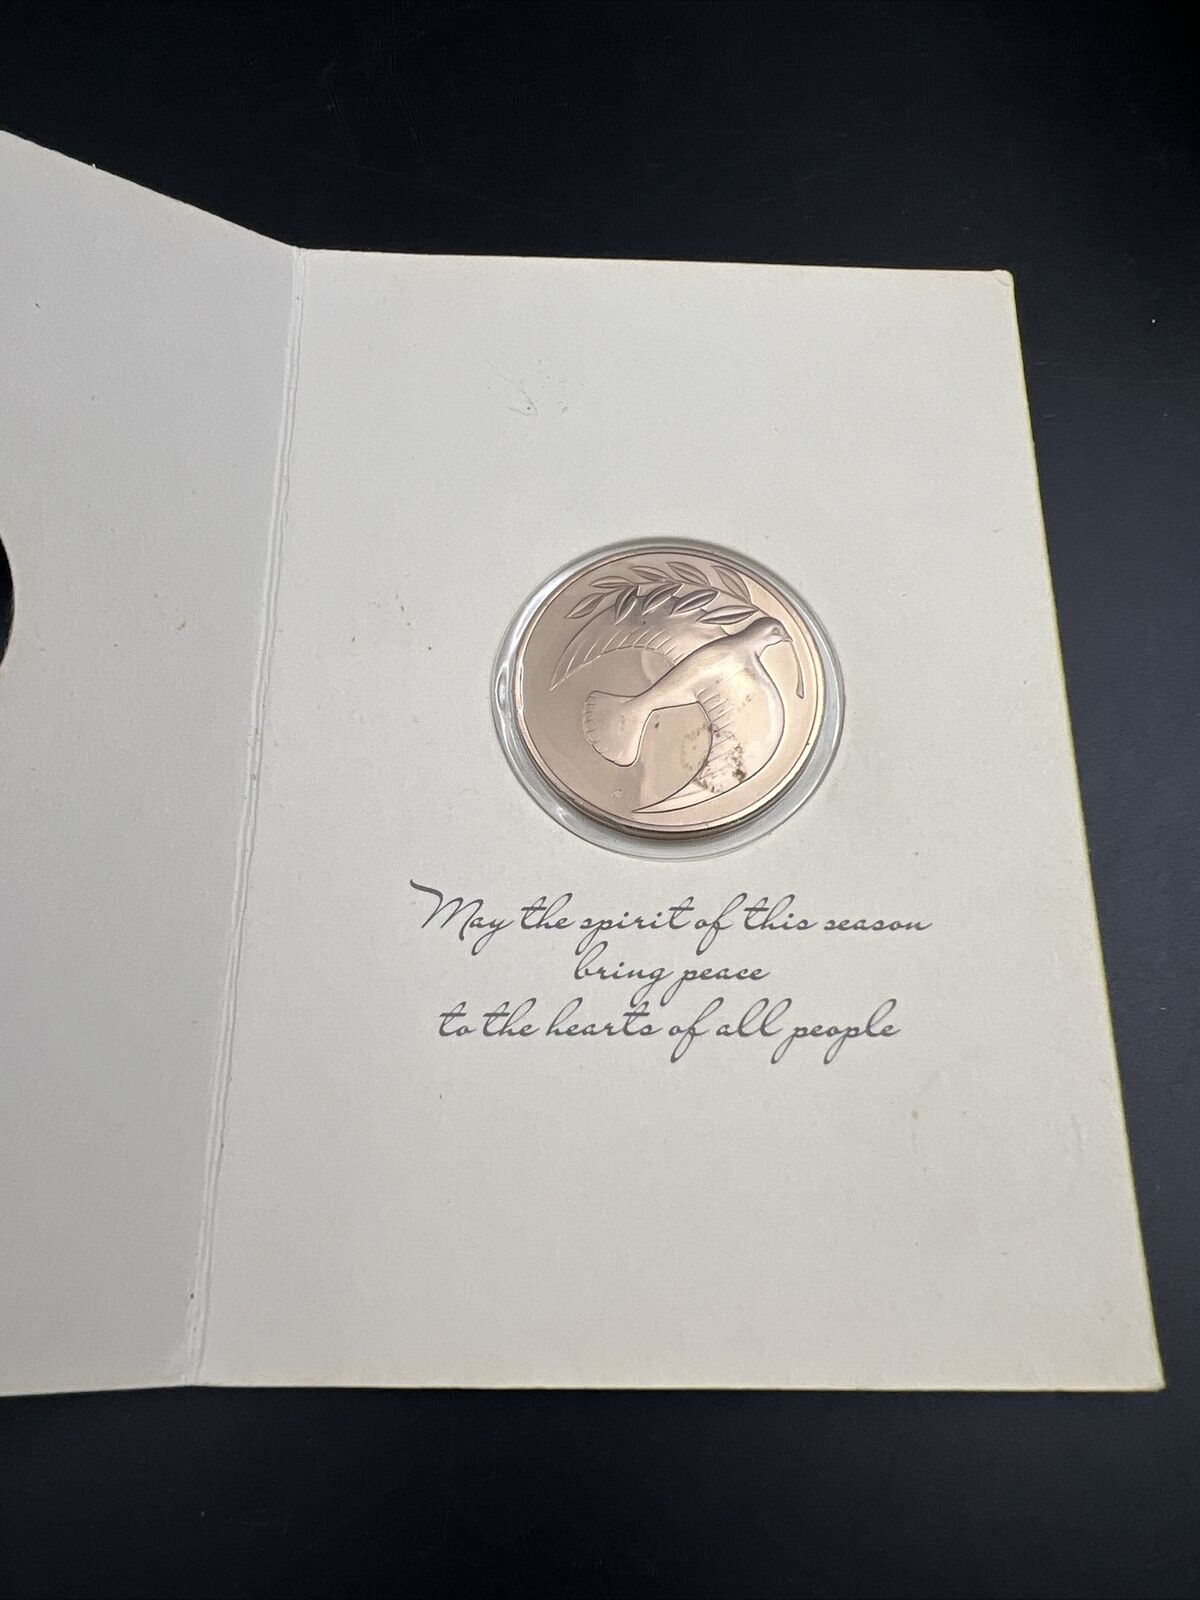 May the spirit of this season
bring peace
to the hearts of all people